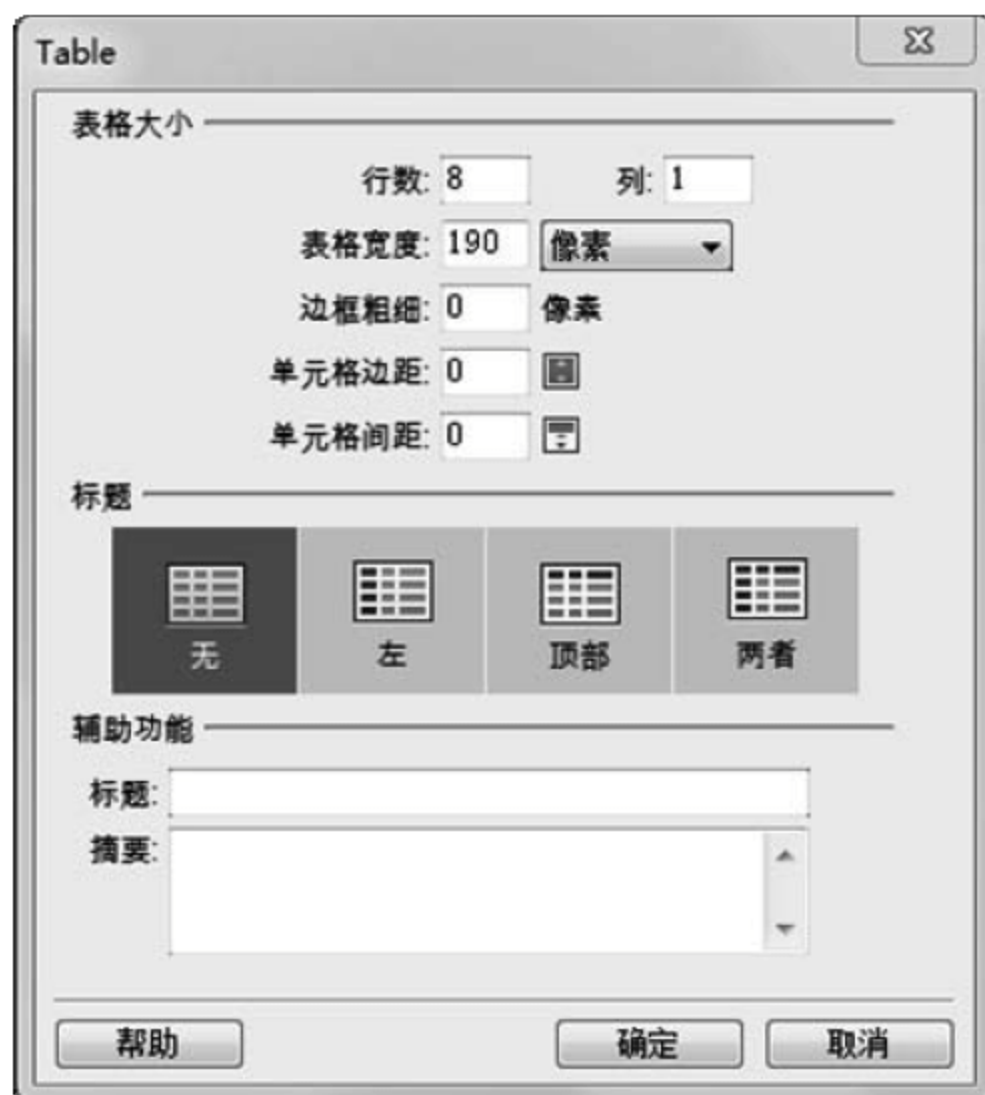 Table
表格大小
行数: 8 列: 1
表格宽度: 190 像素
边框粗细: 0 像素
单元格边距: 0
单元格间距: 0
标题
无 左 顶部 两者
辅助功能
标题:
摘要:
帮助 确定 取消